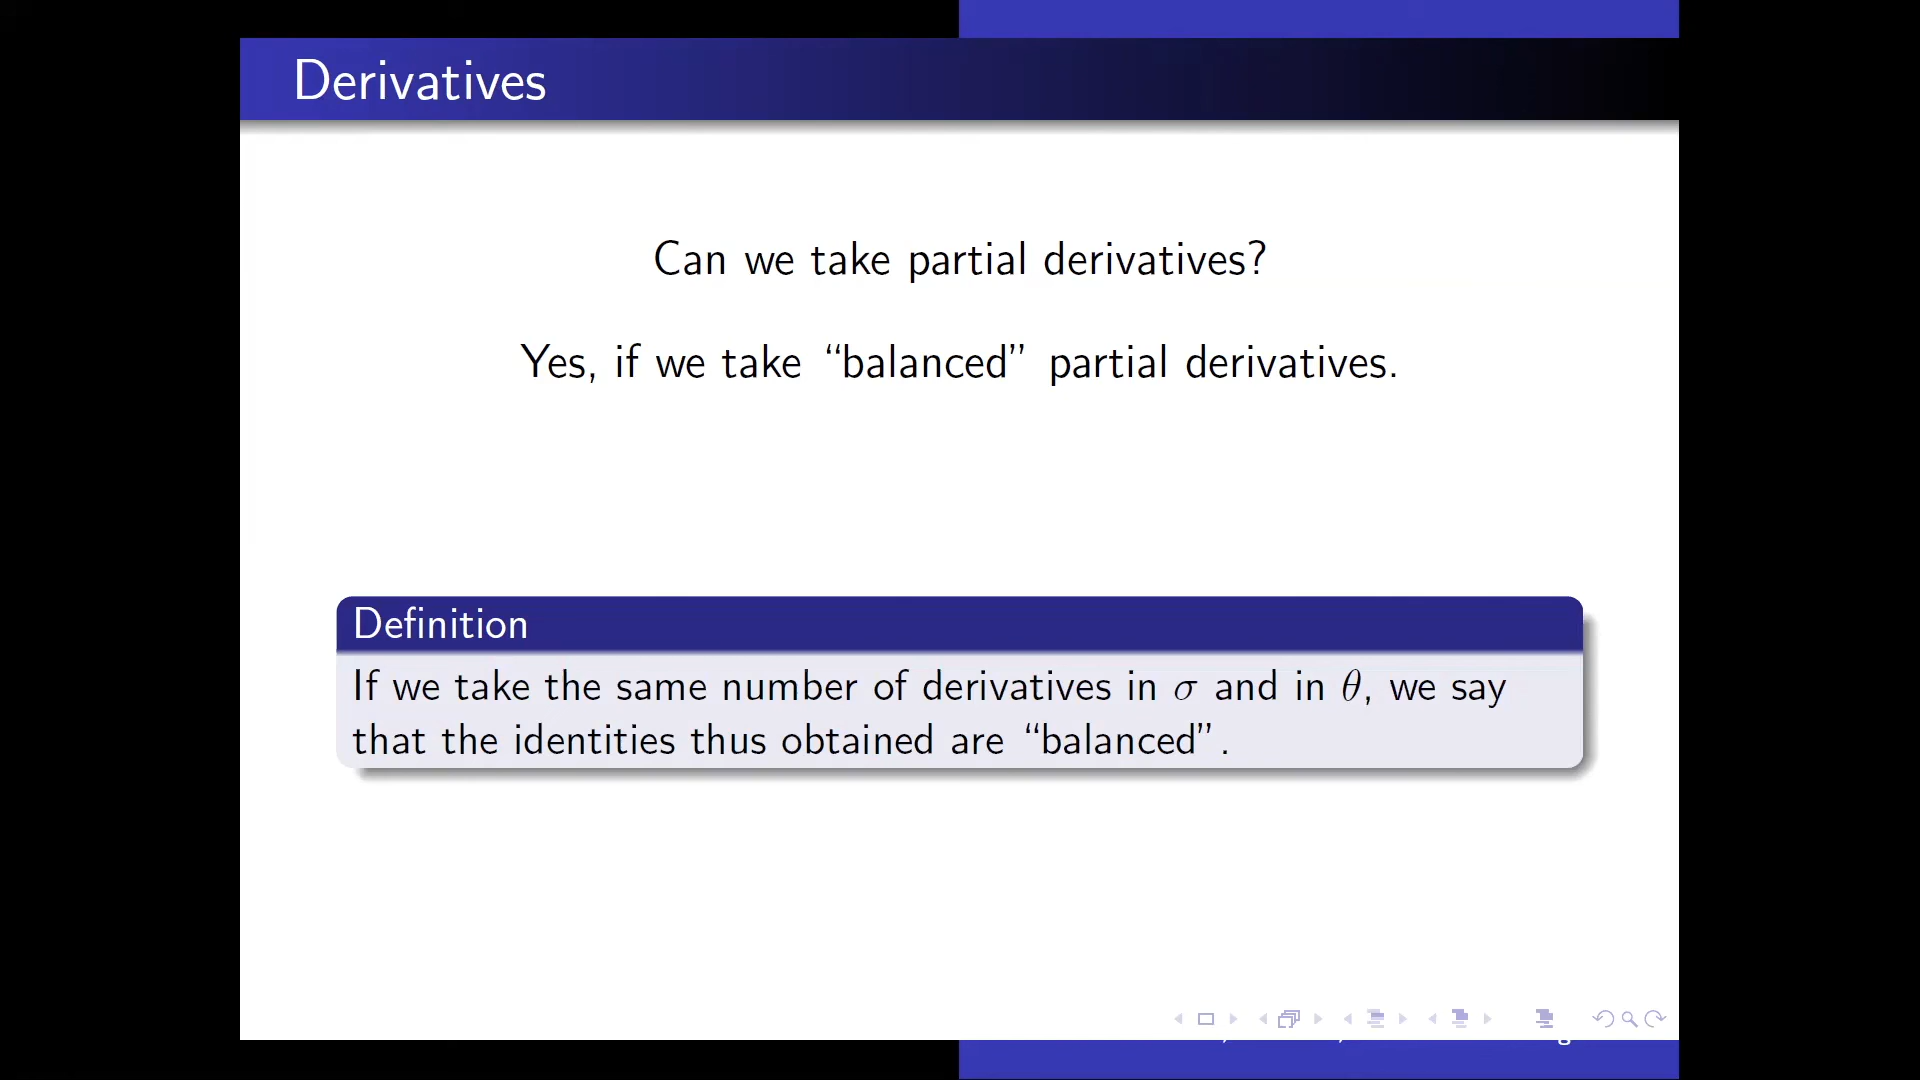 Derivatives
Can we take partial derivatives?
Yes, if we take “balanced” partial derivatives.
Definition
If we take the same number of derivatives in σ and in θ, we say
that the identities thus obtained are “balanced”.